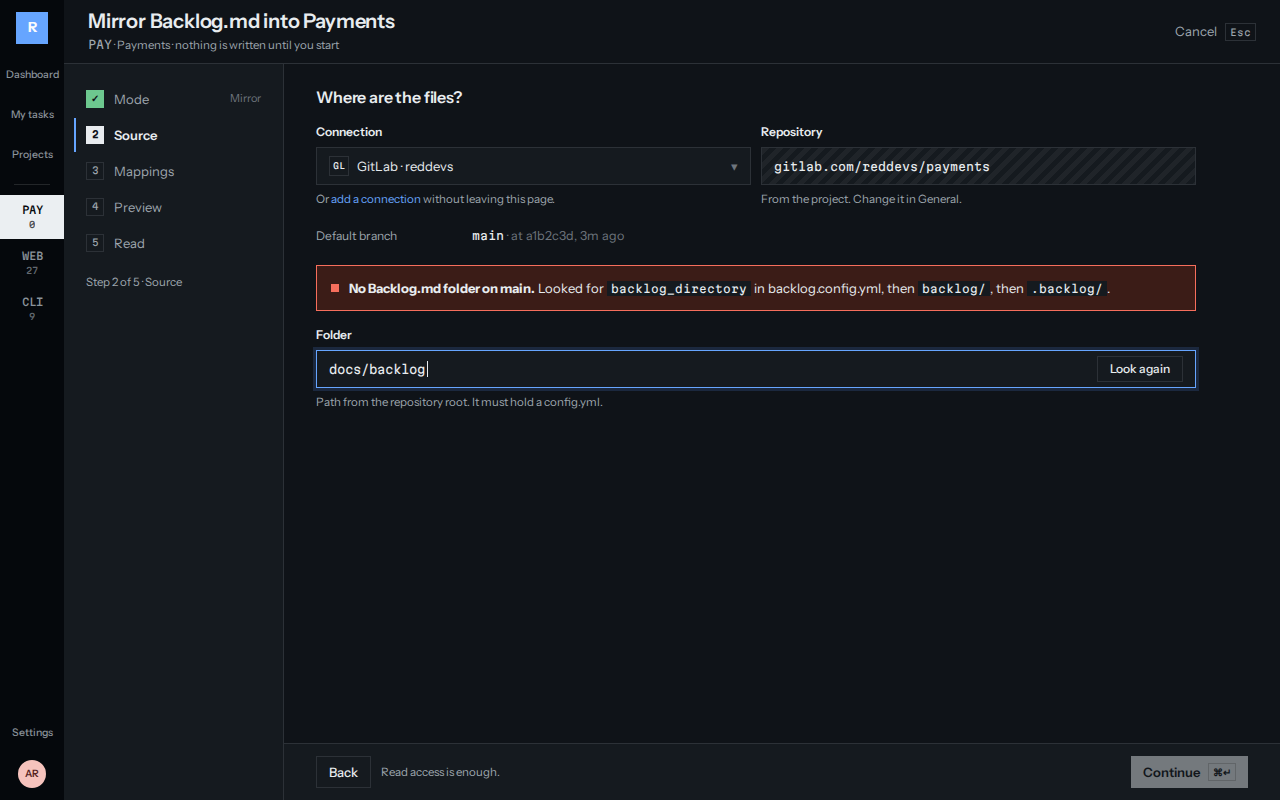 R
Mirror Backlog.md into Payments
PAY · Payments · nothing is written until you start
Cancel Esc
Dashboard
My tasks
Projects
PAY
0
WEB
27
CLI
9
Settings
AR
✓ Mode Mirror
2 Source
3 Mappings
4 Preview
5 Read
Step 2 of 5 · Source
Where are the files?
Connection
GL GitLab · reddevs ▾
Or add a connection without leaving this page.
Repository
gitlab.com/reddevs/payments
From the project. Change it in General.
Default branch main · at a1b2c3d, 3m ago
No Backlog.md folder on main. Looked for backlog_directory in backlog.config.yml, then backlog/ , then .backlog/ .
Folder
docs/backlog Look again
Path from the repository root. It must hold a config.yml.
Back Read access is enough. Continue ⌘↵